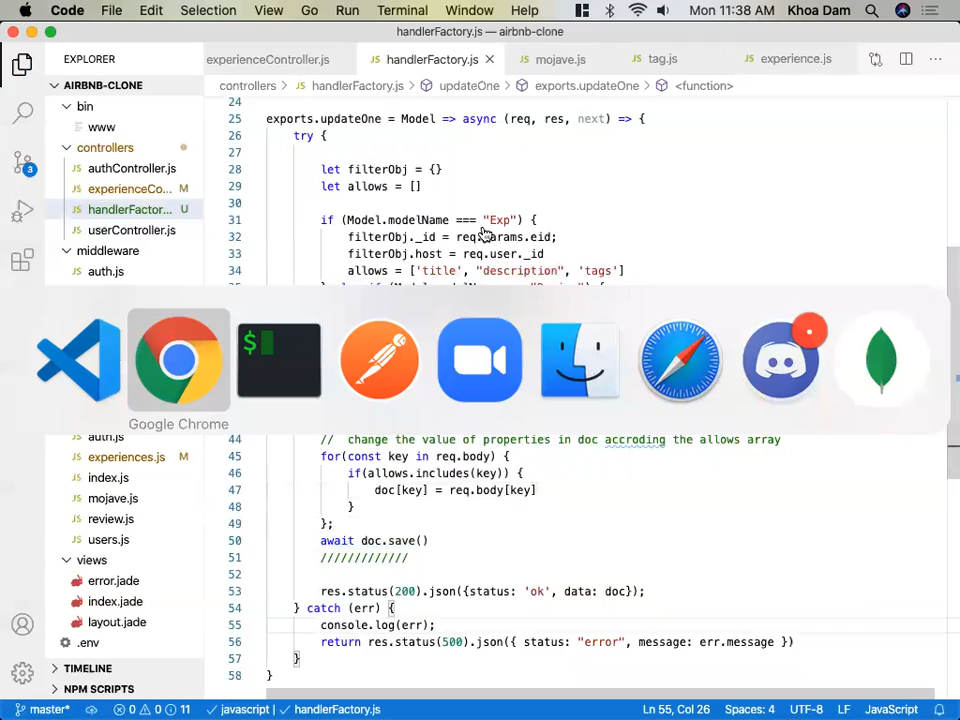 Code File Edit Selection View Go Run Terminal Window Help Mon 11:38 AM Khoa Dam
handlerFactory.js — airbnb-clone
EXPLORER
experienceController.js handlerFactory.js mojave.js tag.js experience.js
controllers > handlerFactory.js > updateOne > exports.updateOne > <function>
AIRBNB-CLONE
bin
www
controllers
authController.js
experienceCo... M
handlerFactor... U
userController.js
middleware
auth.js
auth.js
experiences.js M
index.js
mojave.js
review.js
users.js
views
error.jade
index.jade
layout.jade
.env
TIMELINE
NPM SCRIPTS
24
25 exports.updateOne = Model => async (req, res, next) => {
26 try {
27
28 let filterObj = {}
29 let allows = []
30
31 if (Model.modelName === "Exp") {
32 filterObj._id = req.params.eid;
33 filterObj.host = req.user._id
34 allows = ['title', "description", 'tags']
Google Chrome
44 // change the value of properties in doc accroding the allows array
45 for(const key in req.body) {
46 if(allows.includes(key)) {
47 doc[key] = req.body[key]
48 }
49 };
50 await doc.save()
51 /////////////
52
53 res.status(200).json({status: 'ok', data: doc});
54 } catch (err) {
55 console.log(err);
56 return res.status(500).json({ status: "error", message: err.message })
57 }
58 }
master* 0 0 11 javascript | handlerFactory.js Ln 55, Col 26 Spaces: 4 UTF-8 LF JavaScript